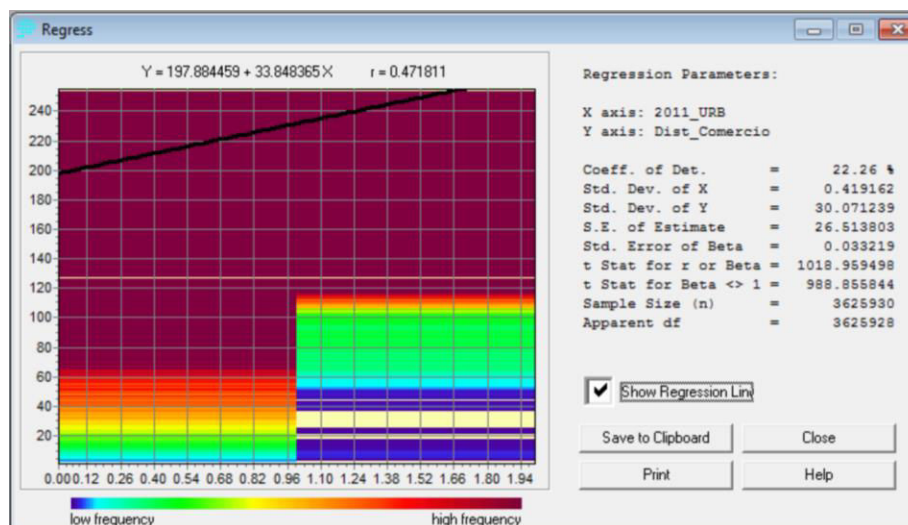 Regress
Y = 197.884459 + 33.848365 X r = 0.471811
240
220
200
180
160
140
120
100
80
60
40
20
0.000 0.12 0.26 0.40 0.54 0.68 0.82 0.96 1.10 1.24 1.38 1.52 1.66 1.80 1.94
low frequency high frequency
Regression Parameters:
X axis: 2011_URB
Y axis: Dist_Comercio
Coeff. of Det. = 22.26 %
Std. Dev. of X = 0.419162
Std. Dev. of Y = 30.071239
S.E. of Estimate = 26.513803
Std. Error of Beta = 0.033219
t Stat for r or Beta = 1018.959498
t Stat for Beta <> 1 = 988.855844
Sample Size (n) = 3625930
Apparent df = 3625928
Show Regression Lin
Save to Clipboard Close
Print Help